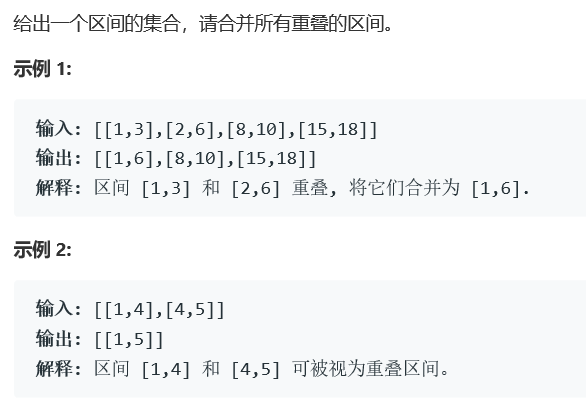 给出一个区间的集合，请合并所有重叠的区间。
示例 1:
输入: [[1,3],[2,6],[8,10],[15,18]]
输出: [[1,6],[8,10],[15,18]]
解释: 区间 [1,3] 和 [2,6] 重叠, 将它们合并为 [1,6].
示例 2:
输入: [[1,4],[4,5]]
输出: [[1,5]]
解释: 区间 [1,4] 和 [4,5] 可被视为重叠区间。